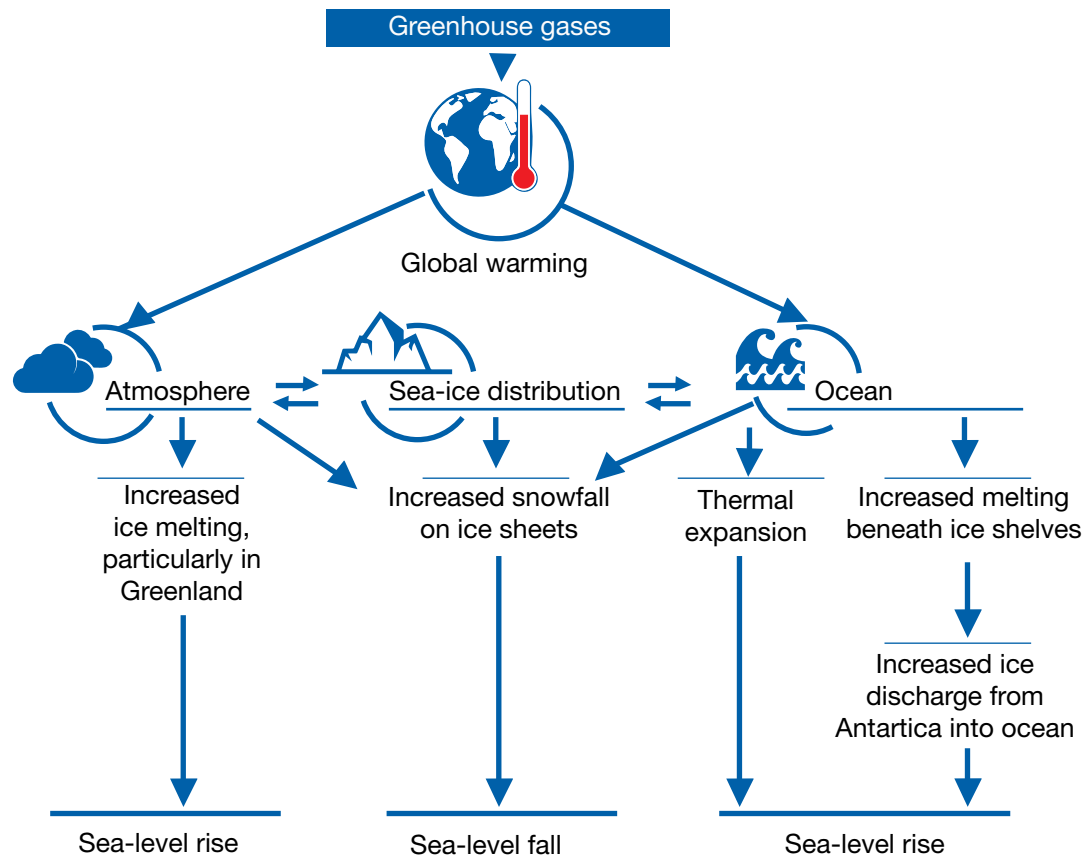 Greenhouse gases
Global warming
Atmosphere
Sea-ice distribution
Ocean
Increased
ice melting,
particularly in
Greenland
Increased snowfall
on ice sheets
Thermal
expansion
Increased melting
beneath ice shelves
Increased ice
discharge from
Antartica into ocean
Sea-level rise
Sea-level fall
Sea-level rise